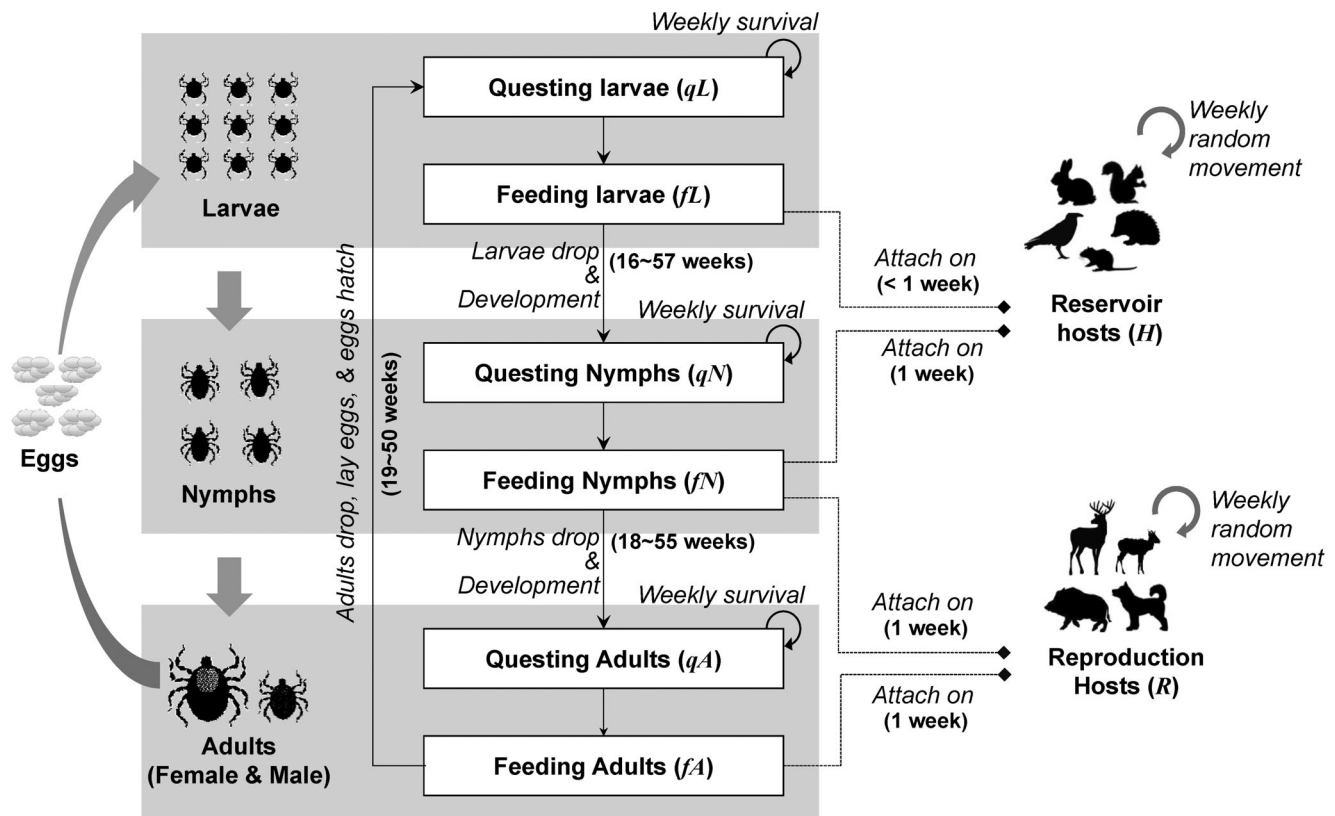 Weekly survival
Questing larvae (qL)
Feeding larvae (fL)
Larvae
Larvae drop
&
Development
(16~57 weeks)
Weekly survival
Questing Nymphs (qN)
Feeding Nymphs (fN)
Nymphs
Eggs
Adults drop, lay eggs, & eggs hatch
(19~50 weeks)
Nymphs drop
&
Development
(18~55 weeks)
Weekly survival
Questing Adults (qA)
Feeding Adults (fA)
Adults
(Female & Male)
Attach on
(< 1 week)
Attach on
(1 week)
Weekly
random
movement
Reservoir
hosts (H)
Attach on
(1 week)
Attach on
(1 week)
Weekly
random
movement
Reproduction
Hosts (R)